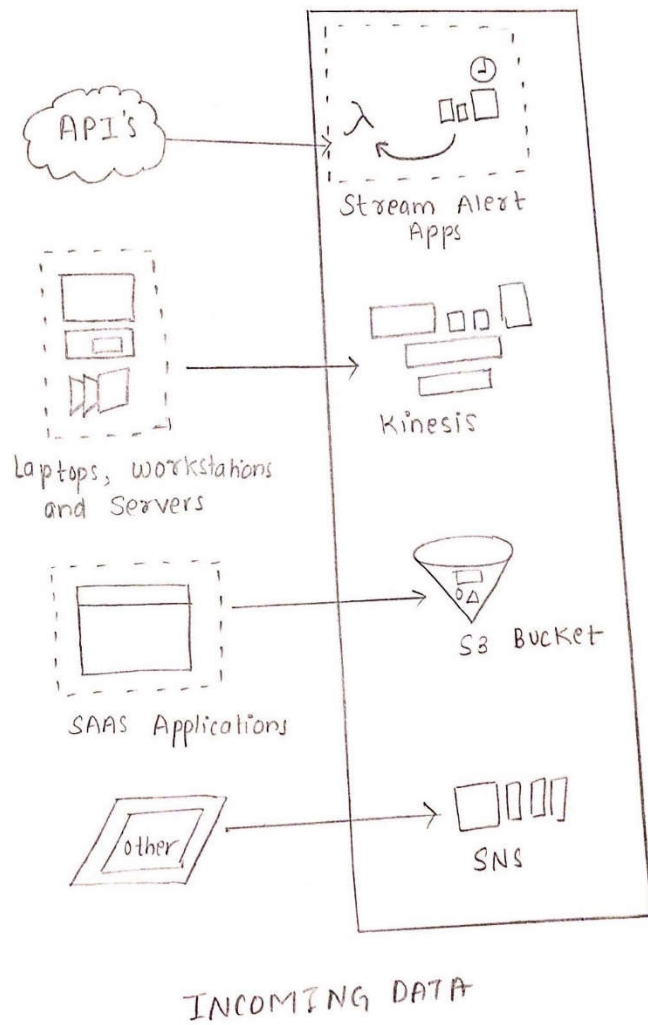 API's
Stream Alert
Apps
Laptops, workstations
and Servers
Kinesis
SAAS Applications
S3 Bucket
other
SNS
INCOMING DATA